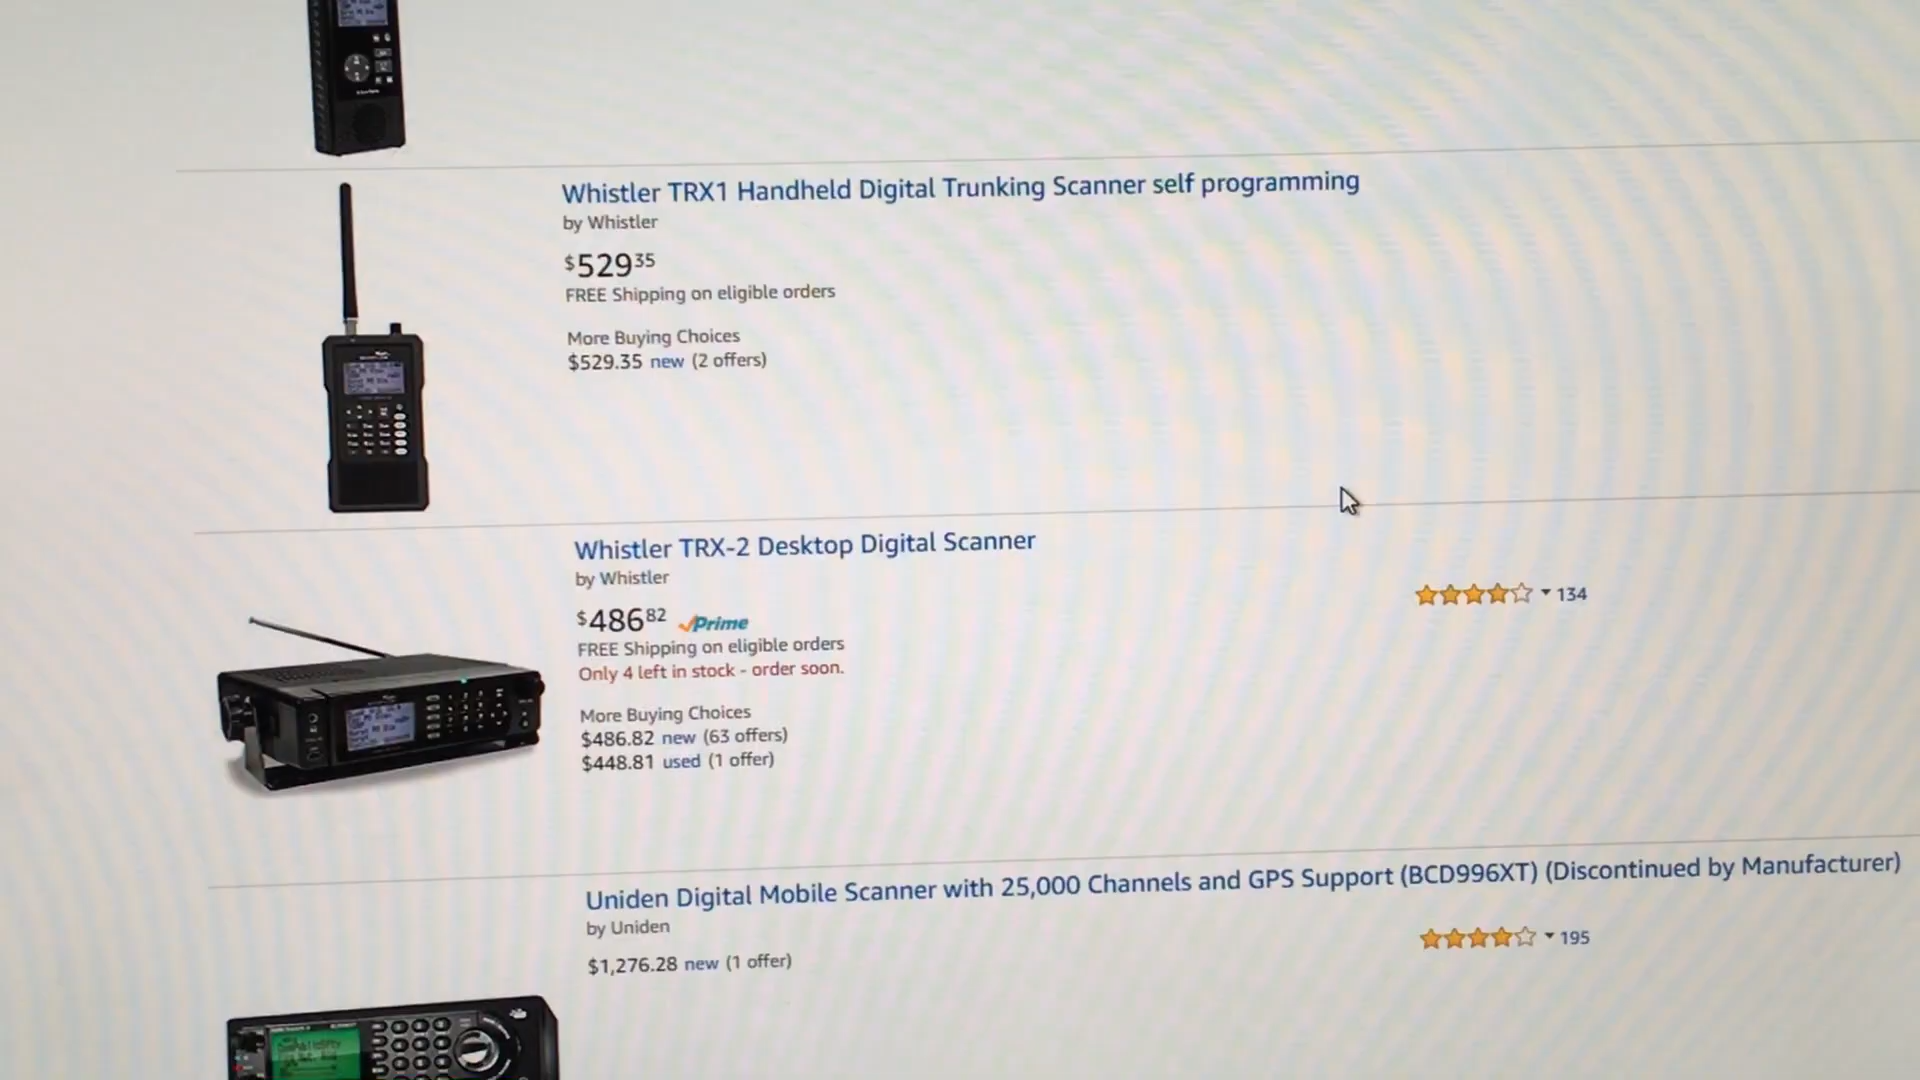 Whistler TRX1 Handheld Digital Trunking Scanner self programming
by Whistler
$529 35
FREE Shipping on eligible orders
More Buying Choices
$529.35 new (2 offers)
Whistler TRX-2 Desktop Digital Scanner
by Whistler
$486 82 Prime
134
FREE Shipping on eligible orders
Only 4 left in stock - order soon.
More Buying Choices
$486.82 new (63 offers)
$448.81 used (1 offer)
Uniden Digital Mobile Scanner with 25,000 Channels and GPS Support (BCD996XT) (Discontinued by Manufacturer)
by Uniden
195
$1,276.28 new (1 offer)